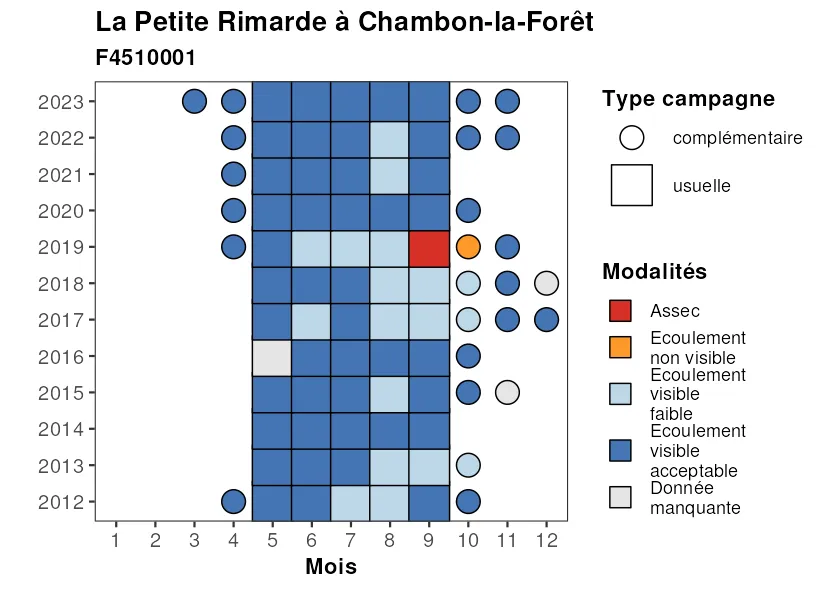 La Petite Rimarde à Chambon-la-Forêt
F4510001
2023
2022
2021
2020
2019
2018
2017
2016
2015
2014
2013
2012
1 2 3 4 5 6 7 8 9 10 11 12
Mois
Type campagne
complémentaire
usuelle
Modalités
Assec
Ecoulement
non visible
Ecoulement
visible
faible
Ecoulement
visible
acceptable
Donnée
manquante